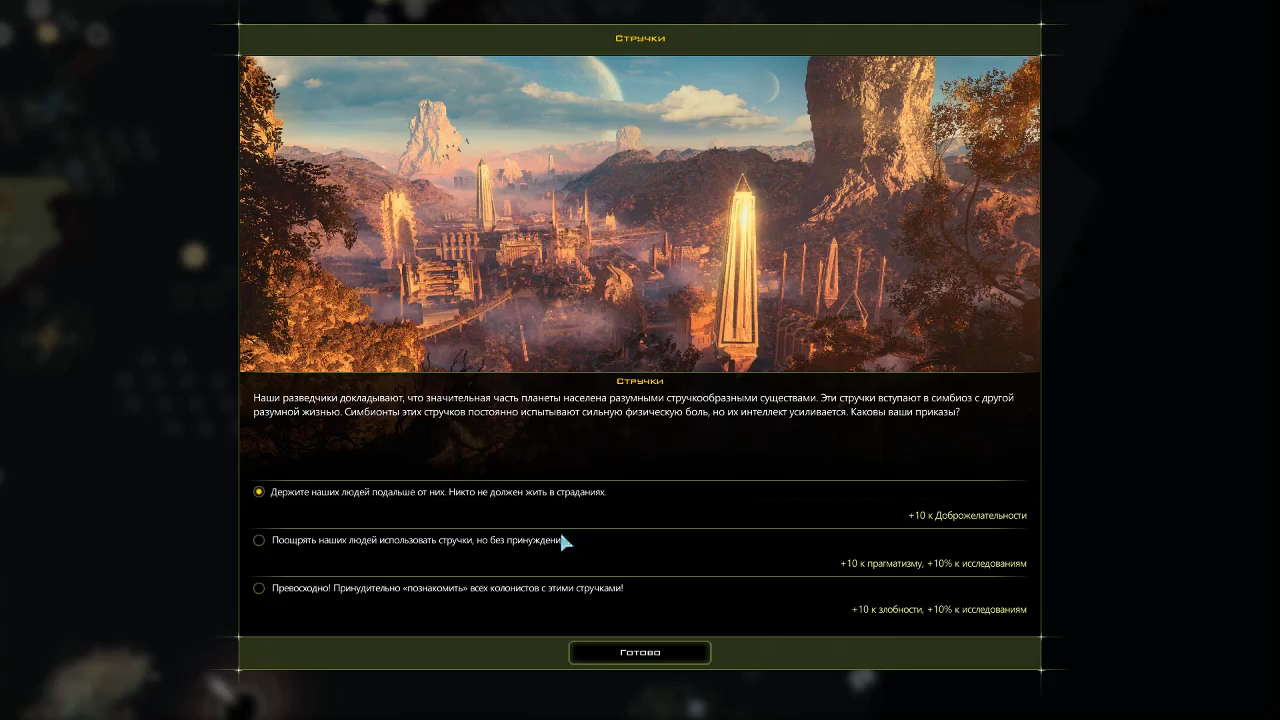 Стручки
Стручки
Наши разведчики докладывают, что значительная часть планеты населена разумными стручкообразными существами. Эти стручки вступают в симбиоз с другой
разумной жизнью. Симбионты этих стручков постоянно испытывают сильную физическую боль, но их интеллект усиливается. Каковы ваши приказы?
Держите наших людей подальше от них. Никто не должен жить в страданиях.
+10 к Доброжелательности
Поощрять наших людей использовать стручки, но без принуждени
+10 к прагматизму, +10% к исследованиям
Превосходно! Принудительно «познакомить» всех колонистов с этими стручками!
+10 к злобности, +10% к исследованиям
Готово